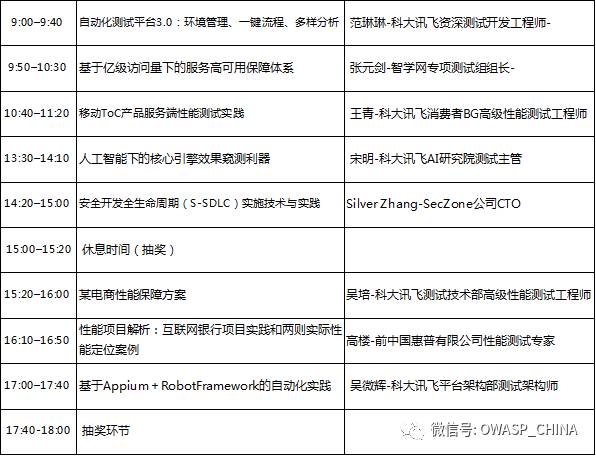 9:00–9:40 自动化测试平台3.0：环境管理、一键流程、多样分析 范琳琳-科大讯飞资深测试开发工程师-
9:50–10:30 基于亿级访问量下的服务高可用保障体系 张元剑-智学网专项测试组组长-
10:40–11:20 移动ToC产品服务端性能测试实践 王青-科大讯飞消费者BG高级性能测试工程师
13:30–14:10 人工智能下的核心引擎效果窥测利器 宋明-科大讯飞AI研究院测试主管
14:20–15:00 安全开发全生命周期（S-SDLC）实施技术与实践 Silver Zhang-SecZone公司CTO
15:00–15:20 休息时间（抽奖）
15:20–16:00 某电商性能保障方案 吴培-科大讯飞测试技术部高级性能测试工程师
16:10–16:50 性能项目解析：互联网银行项目实践和两则实际性
能定位案例 高楼-前中国惠普有限公司性能测试专家
17:00–17:40 基于Appium＋RobotFramework的自动化实践 吴微辉-科大讯飞平台架构部测试架构师
17:40-18:00 抽奖环节
微信号: OWASP_CHINA